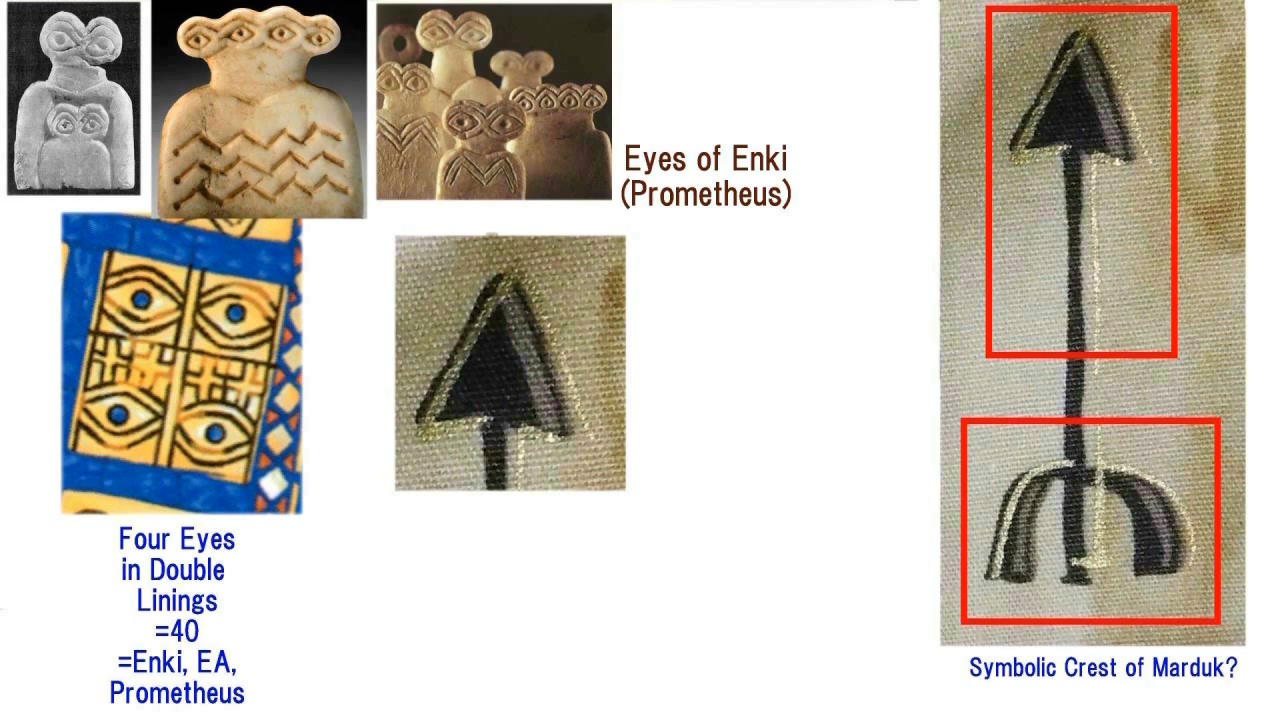 Eyes of Enki
(Prometheus)
Four Eyes
in Double
Linings
=40
=Enki, EA,
Prometheus
Symbolic Crest of Marduk?